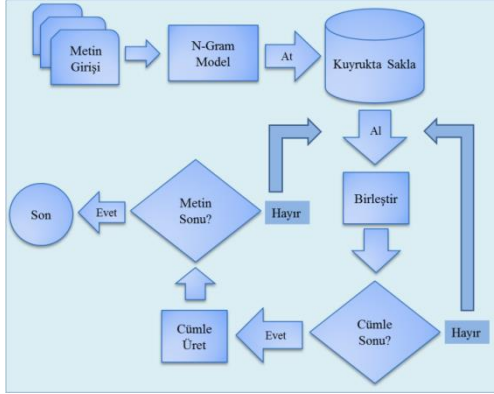 Metin
Girişi
N-Gram
Model
At
Kuyrukta Sakla
Al
Birleştir
Cümle
Sonu?
Hayır
Evet
Cümle
Üret
Metin
Sonu?
Hayır
Evet
Son